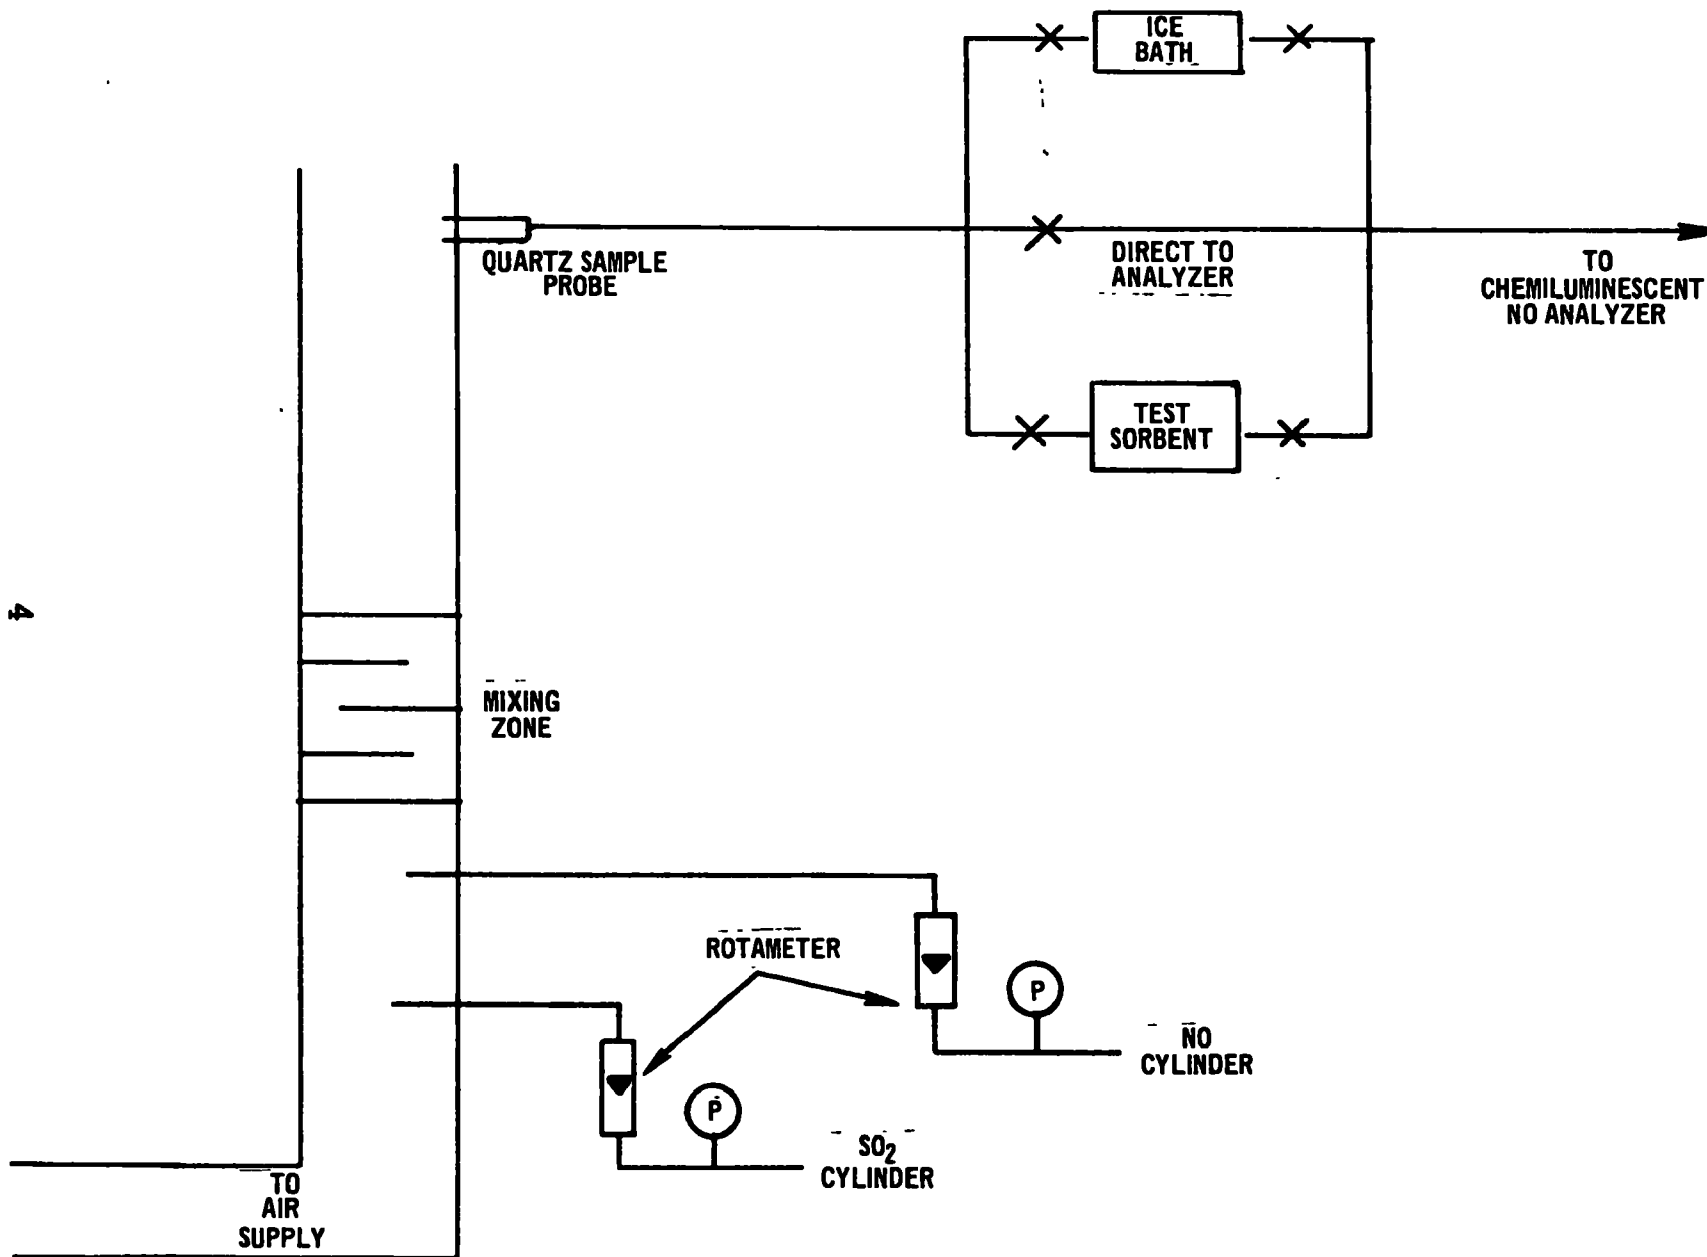 ICE
BATH
QUARTZ SAMPLE
PROBE
DIRECT TO
ANALYZER
TO
CHEMILUMINESCENT
NO ANALYZER
TEST
SORBENT
4
MIXING
ZONE
ROTAMETER
P
NO
CYLINDER
P
SO₂
CYLINDER
TO
AIR
SUPPLY